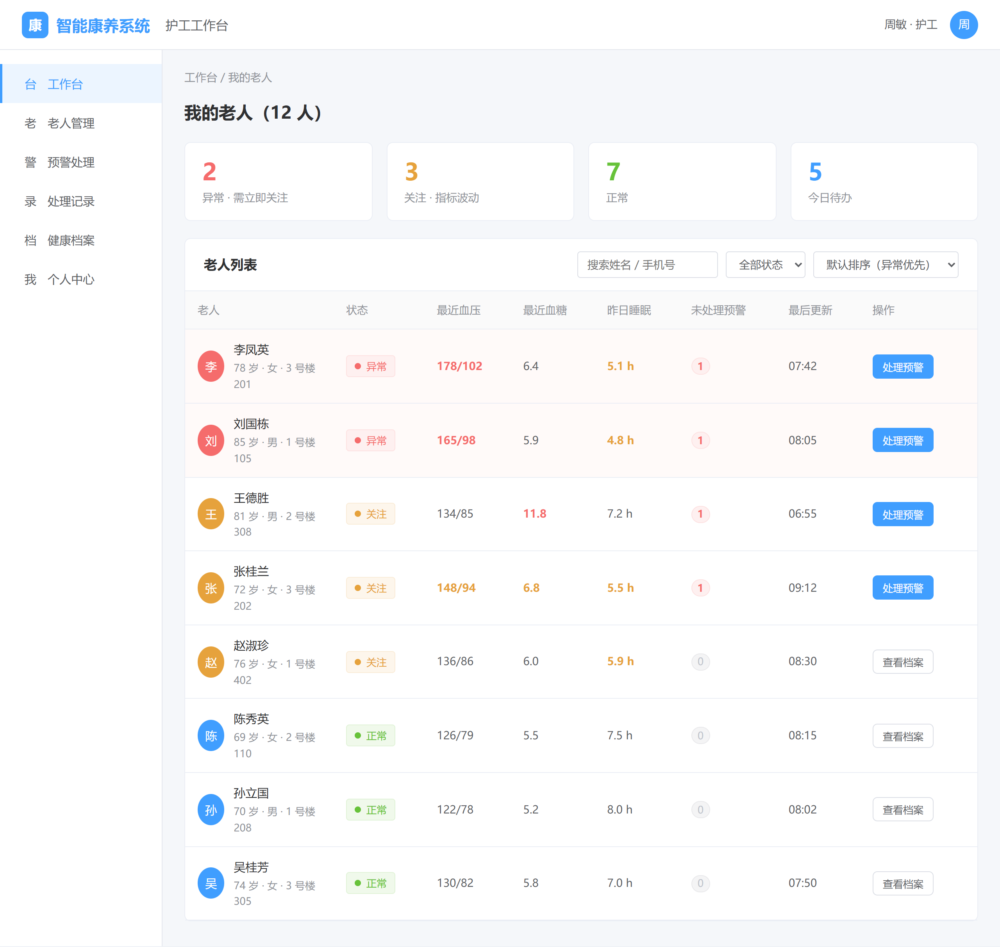 康 智能康养系统 护工工作台 周敏 · 护工 周
台 工作台
老 老人管理
警 预警处理
录 处理记录
档 健康档案
我 个人中心
工作台 / 我的老人
我的老人（12 人）
2
异常 · 需立即关注
3
关注 · 指标波动
7
正常
5
今日待办
老人列表 搜索姓名 / 手机号 全部状态 默认排序（异常优先）
老人 状态 最近血压 最近血糖 昨日睡眠 未处理预警 最后更新 操作
李凤英
李 78 岁 · 女 · 3 号楼 异常 178/102 6.4 5.1 h 1 07:42 处理预警
201
刘国栋
刘 85 岁 · 男 · 1 号楼 异常 165/98 5.9 4.8 h 1 08:05 处理预警
105
王德胜
王 81 岁 · 男 · 2 号楼 关注 134/85 11.8 7.2 h 1 06:55 处理预警
308
张桂兰
张 72 岁 · 女 · 3 号楼 关注 148/94 6.8 5.5 h 1 09:12 处理预警
202
赵淑珍
赵 76 岁 · 女 · 1 号楼 关注 136/86 6.0 5.9 h 0 08:30 查看档案
402
陈秀英
陈 69 岁 · 女 · 2 号楼 正常 126/79 5.5 7.5 h 0 08:15 查看档案
110
孙立国
孙 70 岁 · 男 · 1 号楼 正常 122/78 5.2 8.0 h 0 08:02 查看档案
208
吴桂芳
吴 74 岁 · 女 · 3 号楼 正常 130/82 5.8 7.0 h 0 07:50 查看档案
305